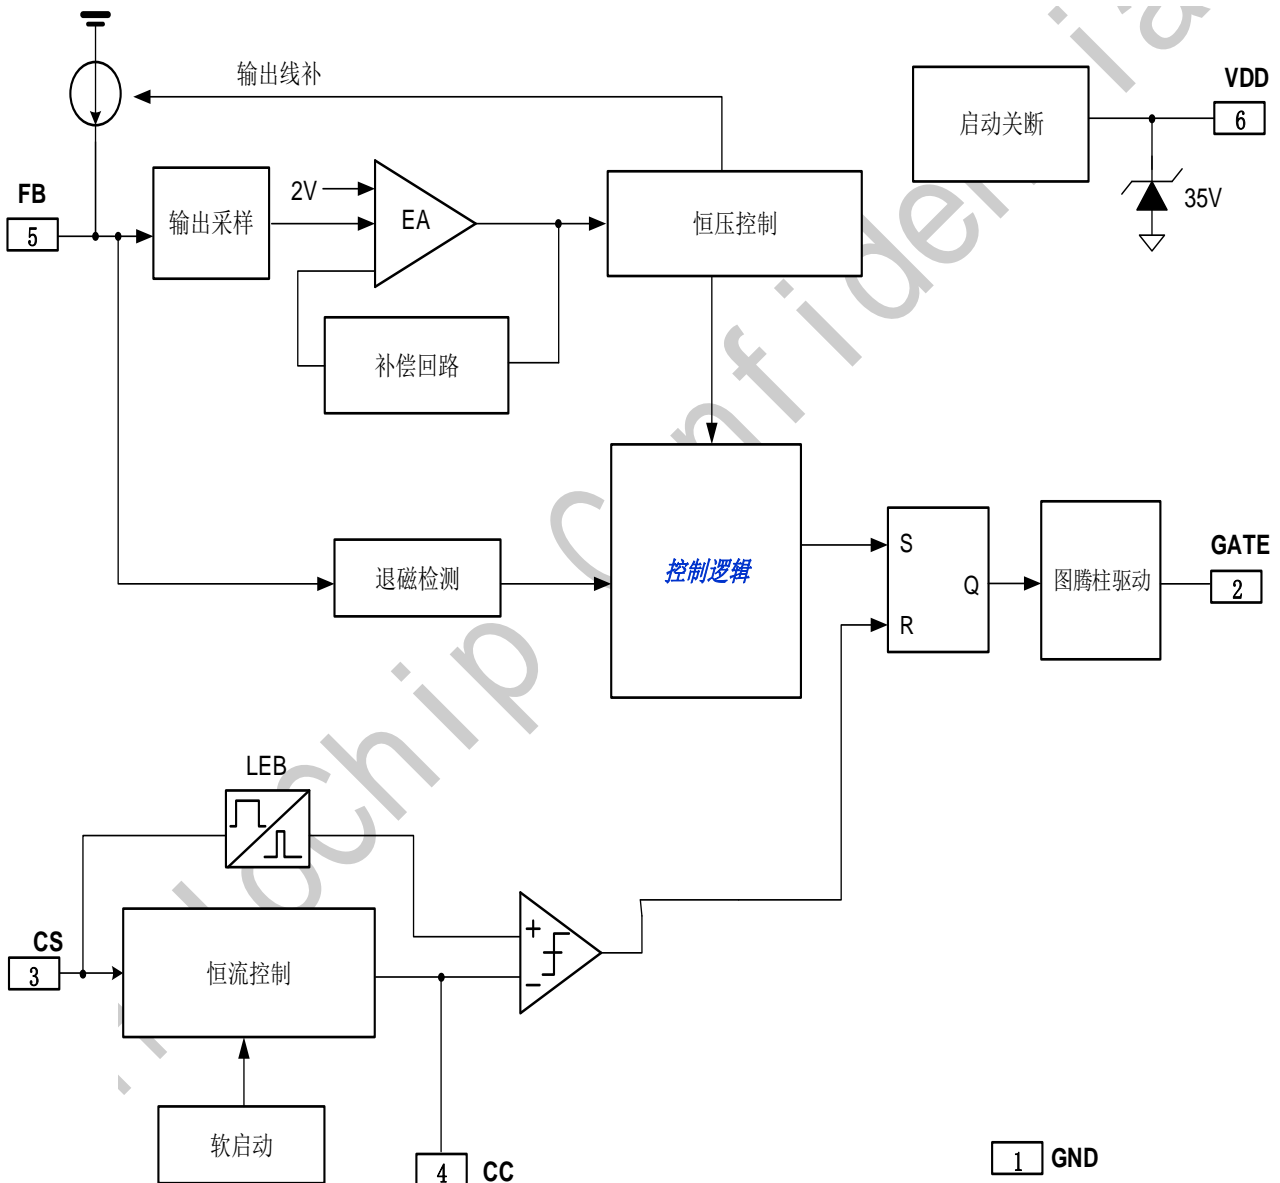 输出线补
VDD
6
启动关断
35V
FB
5
输出采样
2V
EA
恒压控制
补偿回路
控制逻辑
退磁检测
S
R
Q
图腾柱驱动
GATE
2
LEB
CS
3
恒流控制
+
−
软启动
4
CC
1
GND